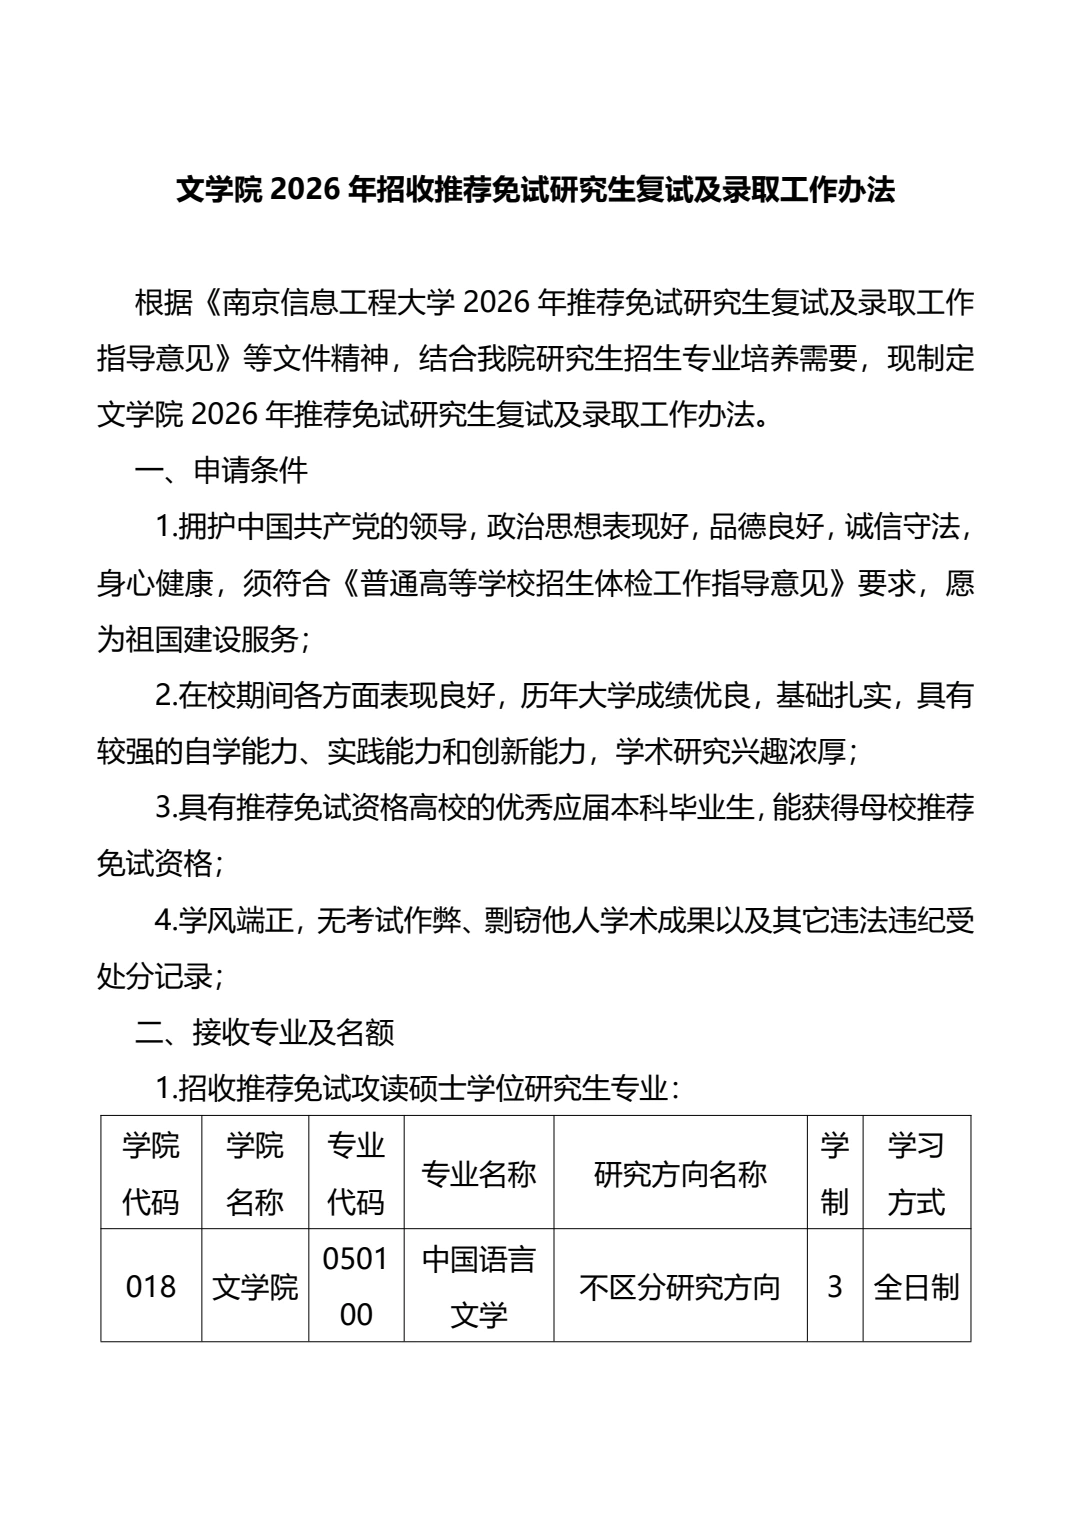 文学院 2026 年招收推荐免试研究生复试及录取工作办法
根据《南京信息工程大学 2026 年推荐免试研究生复试及录取工作
指导意见》等文件精神，结合我院研究生招生专业培养需要，现制定
文学院 2026 年推荐免试研究生复试及录取工作办法。
一、申请条件
1.拥护中国共产党的领导，政治思想表现好，品德良好，诚信守法，
身心健康，须符合《普通高等学校招生体检工作指导意见》要求，愿
为祖国建设服务；
2.在校期间各方面表现良好，历年大学成绩优良，基础扎实，具有
较强的自学能力、实践能力和创新能力，学术研究兴趣浓厚；
3.具有推荐免试资格高校的优秀应届本科毕业生，能获得母校推荐
免试资格；
4.学风端正，无考试作弊、剽窃他人学术成果以及其它违法违纪受
处分记录；
二、接收专业及名额
1.招收推荐免试攻读硕士学位研究生专业：
学院 学院 专业 专业名称 研究方向名称 学 学习
代码 名称 代码 制 方式
018 文学院 0501 中国语言 不区分研究方向 3 全日制
00 文学